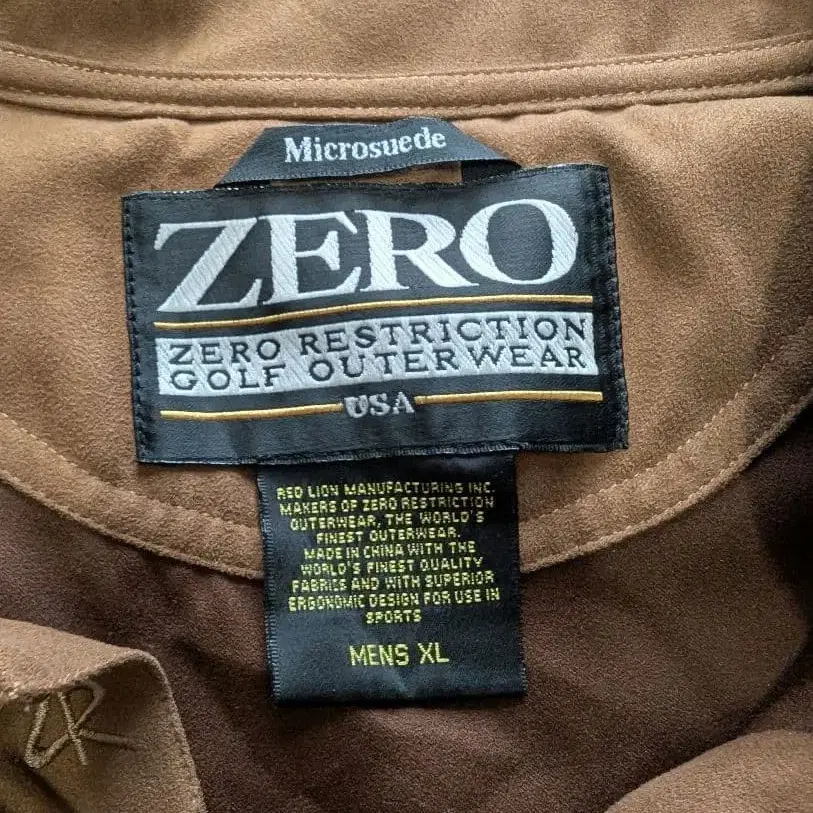 Microsuede
ZERO
ZERO RESTRICTION
GOLF OUTERWEAR
USA
RED LION MANUFACTURING INC.
MAKERS OF ZERO RESTRICTION
OUTERWEAR, THE WORLD'S
FINEST OUTERWEAR.
MADE IN CHINA WITH THE
WORLD'S FINEST QUALITY
FABRICS AND WITH SUPERIOR
ERGONOMIC DESIGN FOR USE IN
SPORTS
MENS XL
ZR